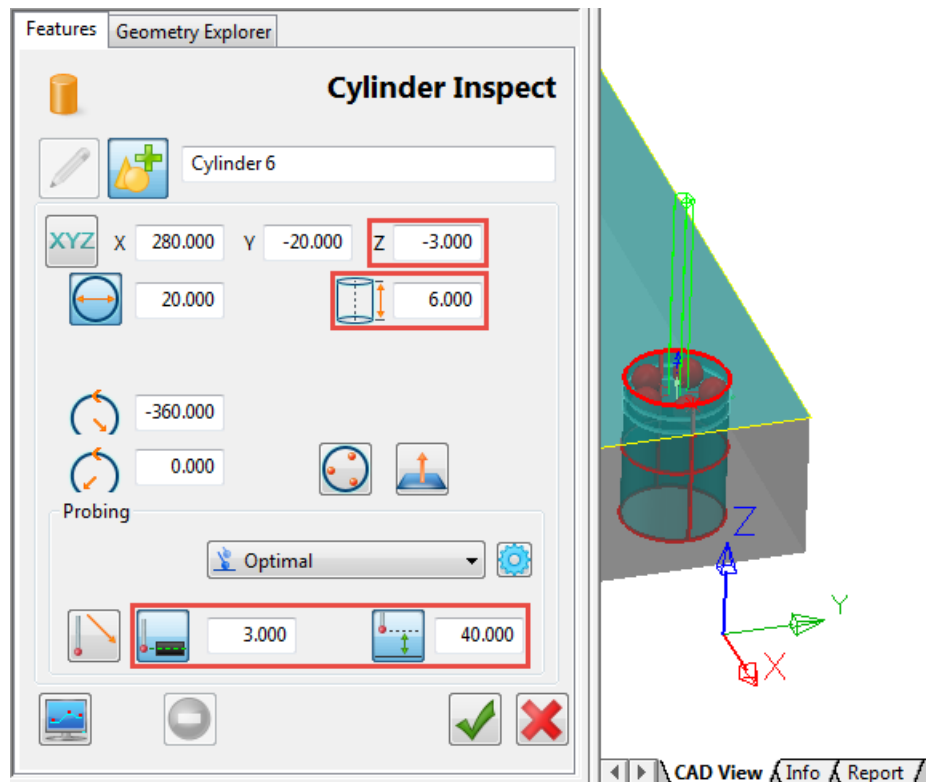 Features Geometry Explorer
Cylinder Inspect
Cylinder 6
XYZ X 280.000 Y -20.000 Z -3.000
20.000 6.000
-360.000
0.000
Probing
Optimal
3.000 40.000
Z
Y
X
CAD View Info Report